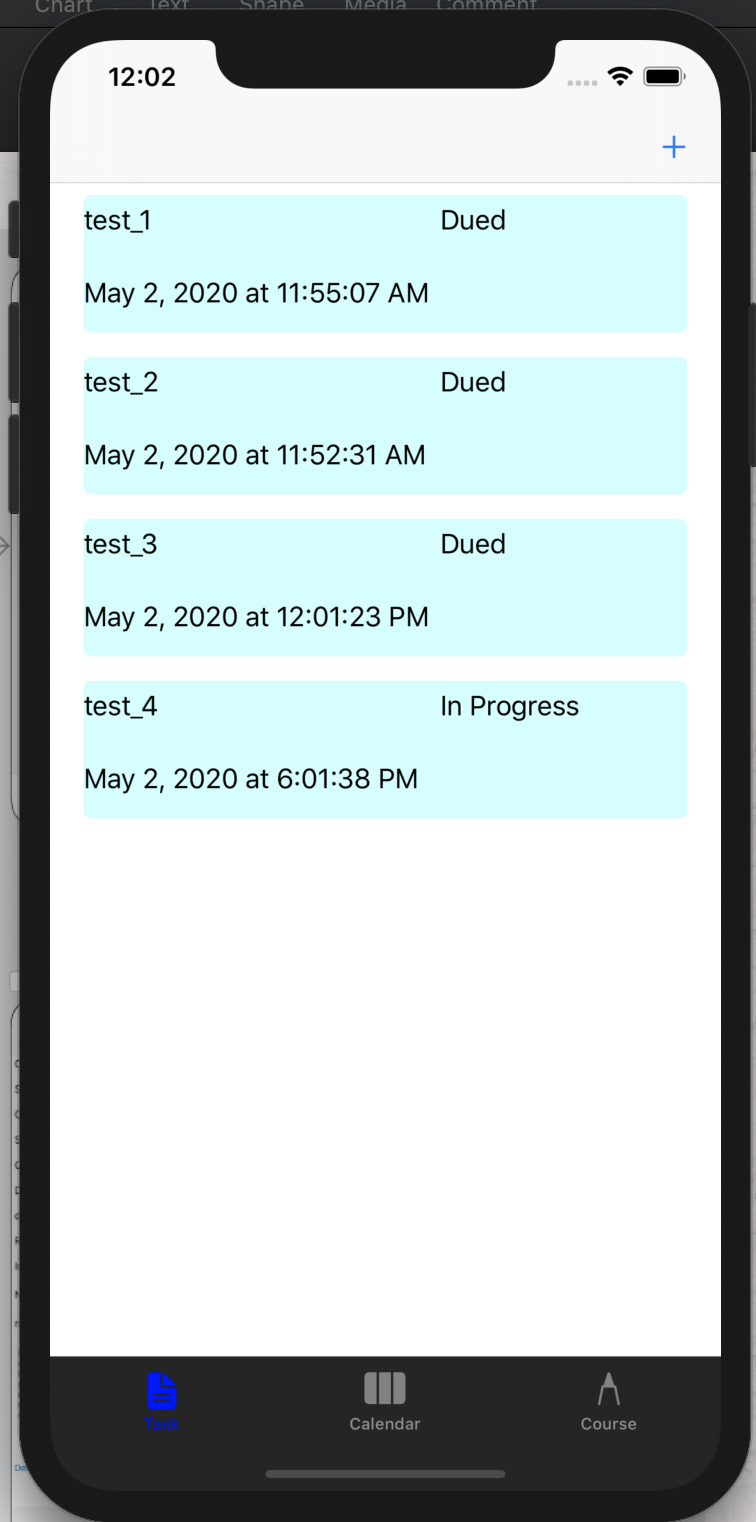 Chart Text Shape Media Comment
12:02
+
test_1 Dued
May 2, 2020 at 11:55:07 AM
test_2 Dued
May 2, 2020 at 11:52:31 AM
test_3 Dued
May 2, 2020 at 12:01:23 PM
test_4 In Progress
May 2, 2020 at 6:01:38 PM
Task Calendar Course